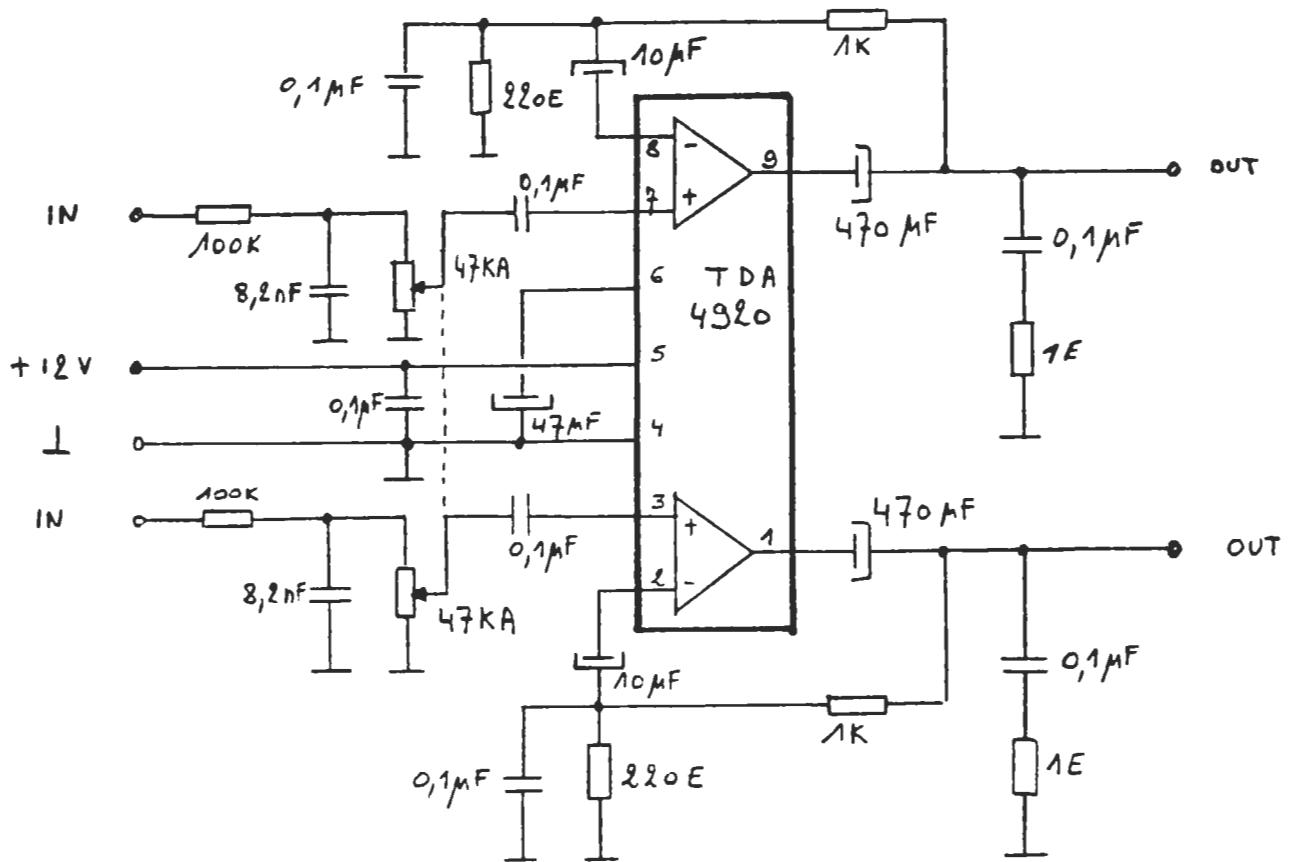 1K
10µF
0,1µF
220E
8
-
9
OUT
0,1µF
7
+
IN
100K
470µF
0,1µF
47KA
6
TDA
4920
8,2nF
1E
5
+12V
0,1µF
47µF
4
⊥
100K
IN
3
+
470µF
1
OUT
0,1µF
2
-
8,2nF
47KA
0,1µF
10µF
1K
1E
0,1µF
220E